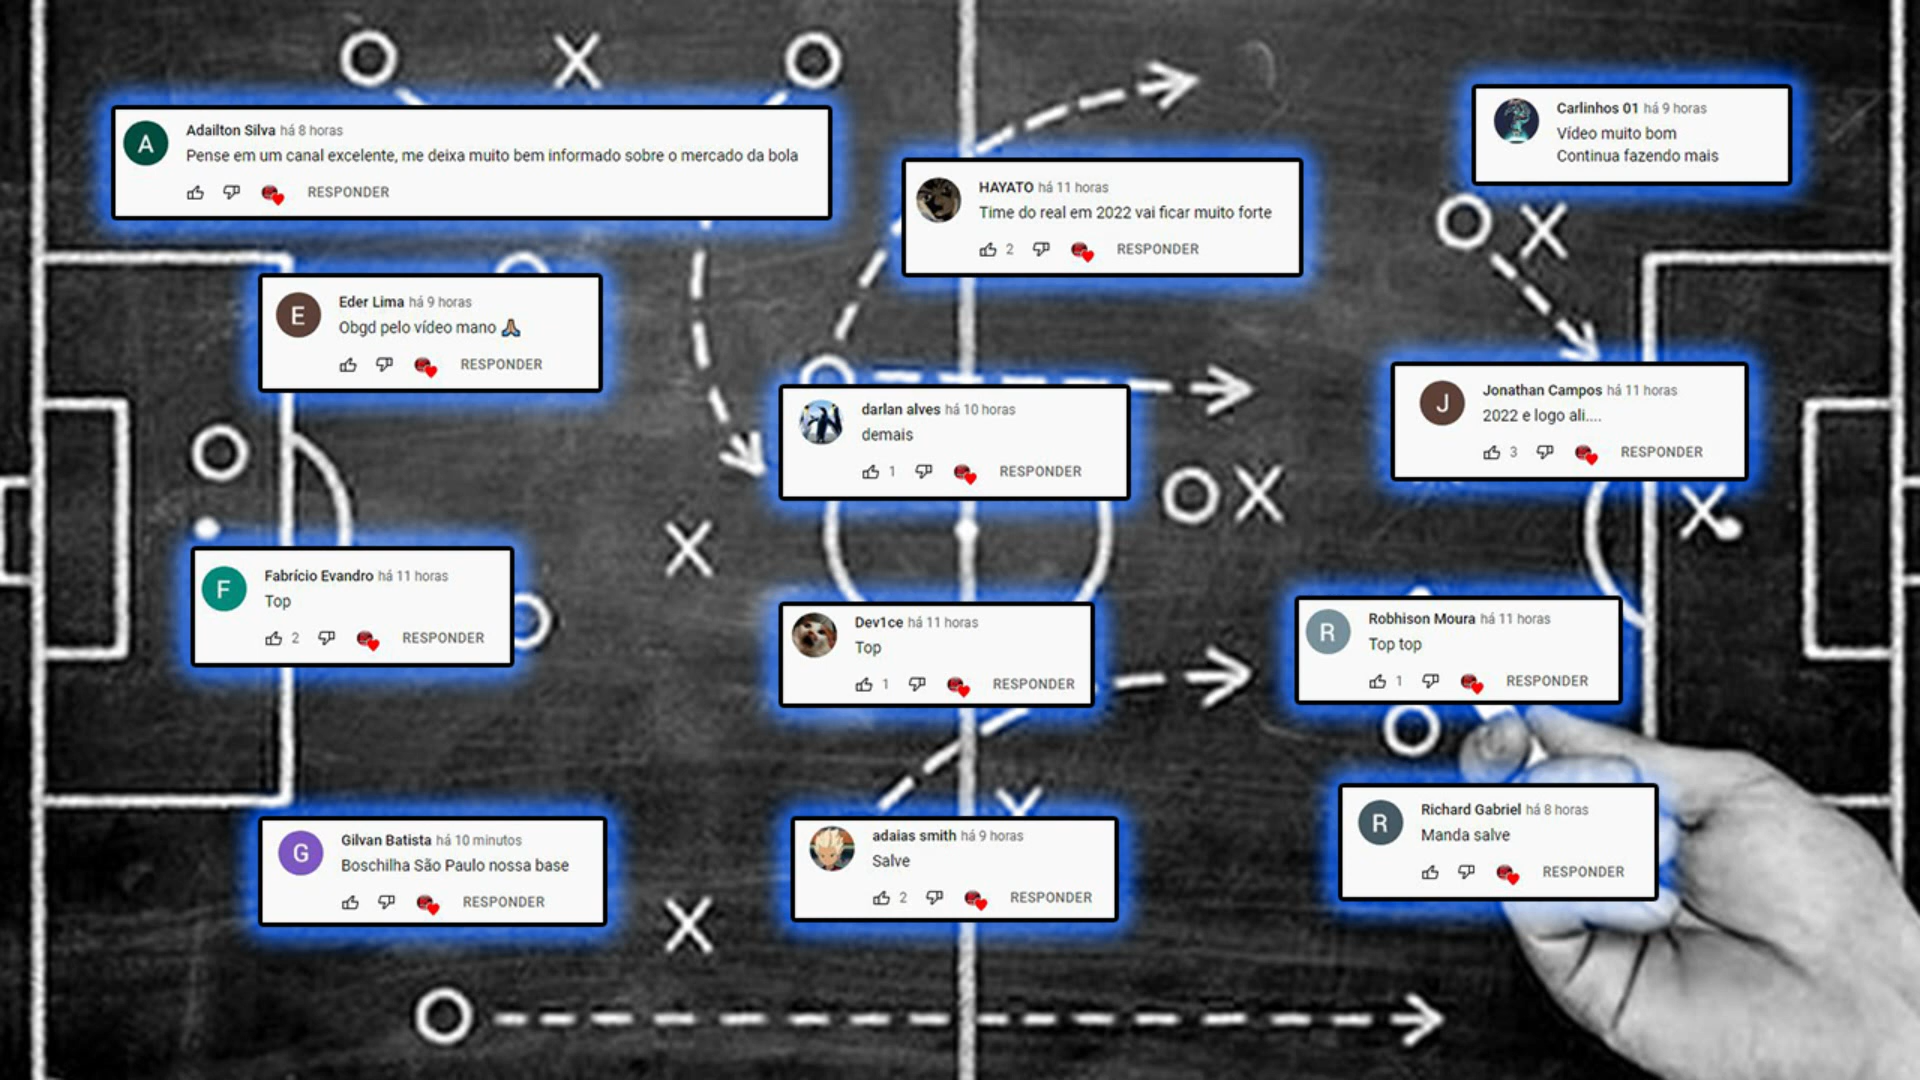 Adailton Silva há 8 horas
Pense em um canal excelente, me deixa muito bem informado sobre o mercado da bola
RESPONDER
Carlinhos 01 há 9 horas
Vídeo muito bom
Continua fazendo mais
HAYATO há 11 horas
Time do real em 2022 vai ficar muito forte
2 RESPONDER
Eder Lima há 9 horas
Obgd pelo vídeo mano 🙏🏽
RESPONDER
darlan alves há 10 horas
demais
1 RESPONDER
Jonathan Campos há 11 horas
2022 e logo ali....
3 RESPONDER
Fabrício Evandro há 11 horas
Top
2 RESPONDER
Dev1ce há 11 horas
Top
1 RESPONDER
Robhison Moura há 11 horas
Top top
1 RESPONDER
Gilvan Batista há 10 minutos
Boschilha São Paulo nossa base
RESPONDER
adaias smith há 9 horas
Salve
2 RESPONDER
Richard Gabriel há 8 horas
Manda salve
RESPONDER